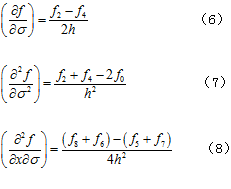 (∂f/∂σ) = (f₂ − f₄)/2h （6）
(∂²f/∂σ²) = (f₂ + f₄ − 2f₀)/h² （7）
(∂²f/∂x∂σ) = ((f₈ + f₆) − (f₅ + f₇))/4h² （8）